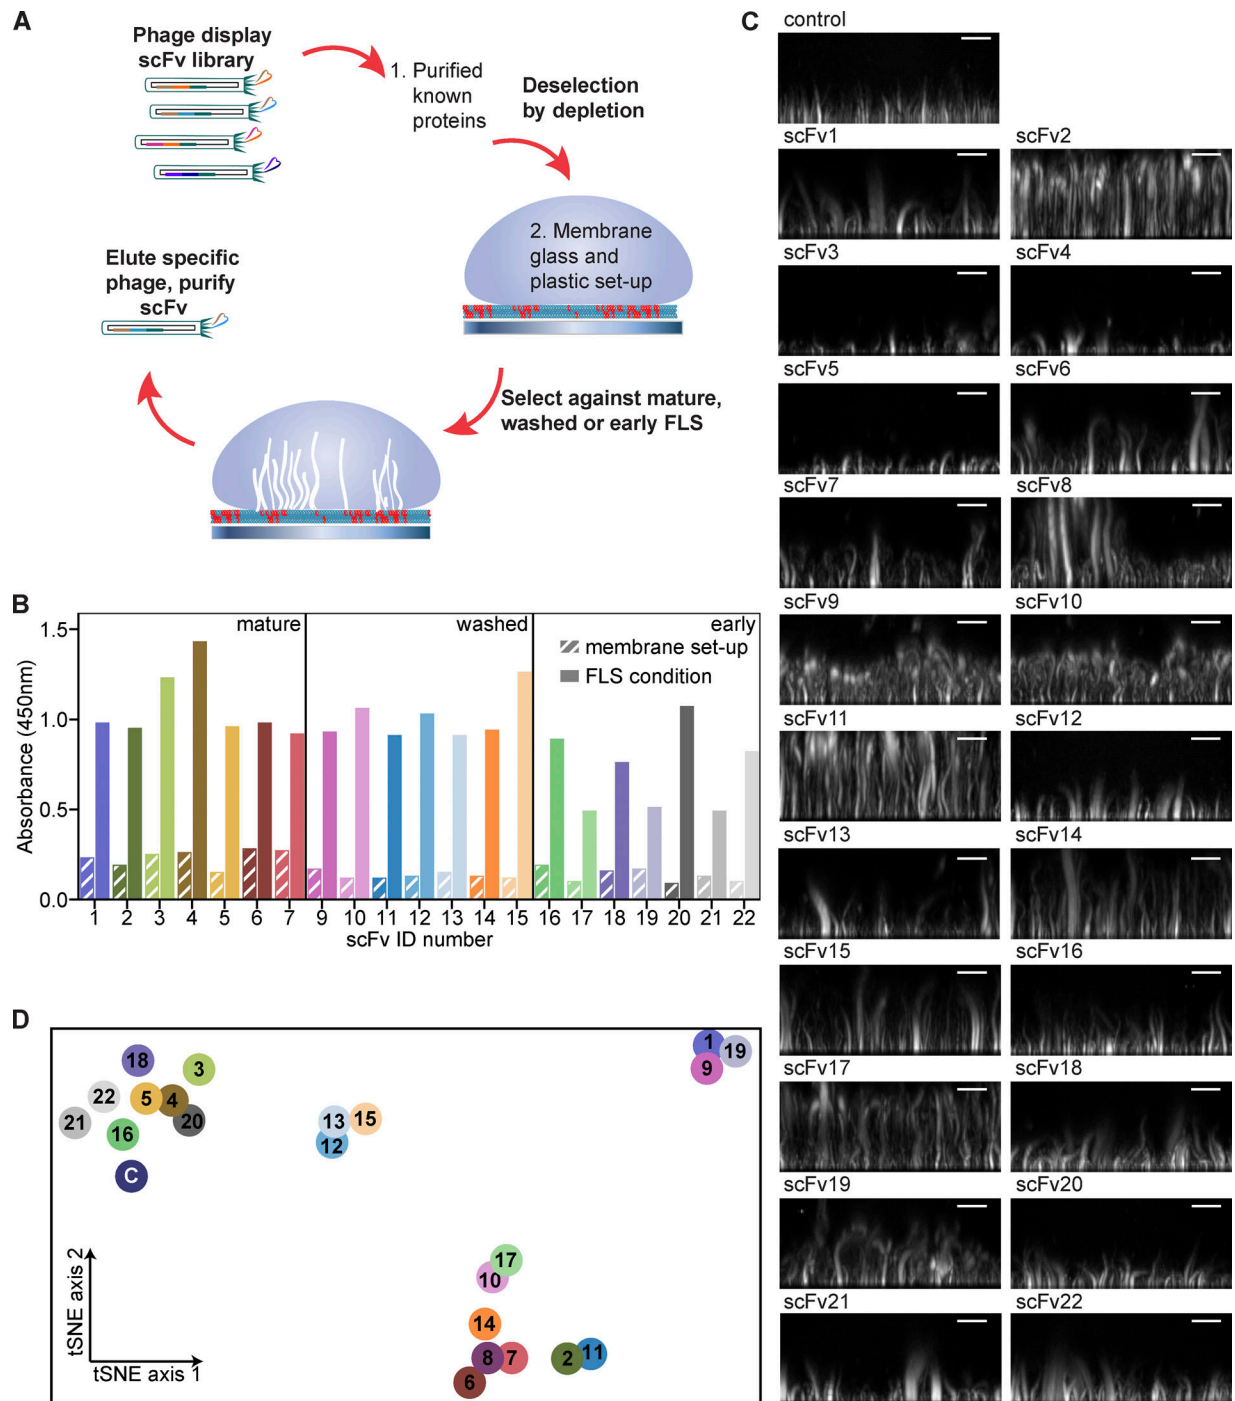 A
Phage display
scFv library
1. Purified
known
proteins
Deselection
by depletion
2. Membrane
glass and
plastic set-up
Elute specific
phage, purify
scFv
Select against mature,
washed or early FLS
B
mature
washed
early
membrane set-up
FLS condition
Absorbance (450nm)
1.5
1.0
0.5
0.0
1 2 3 4 5 6 7 9 10 11 12 13 14 15 16 17 18 19 20 21 22
scFv ID number
C
control
scFv1 scFv2
scFv3 scFv4
scFv5 scFv6
scFv7 scFv8
scFv9 scFv10
scFv11 scFv12
scFv13 scFv14
scFv15 scFv16
scFv17 scFv18
scFv19 scFv20
scFv21 scFv22
D
18 3
22 5 4
21 16 20
C
13 15
12
1 19
9
17
10
14
8 7 2 11
6
tSNE axis 2
tSNE axis 1